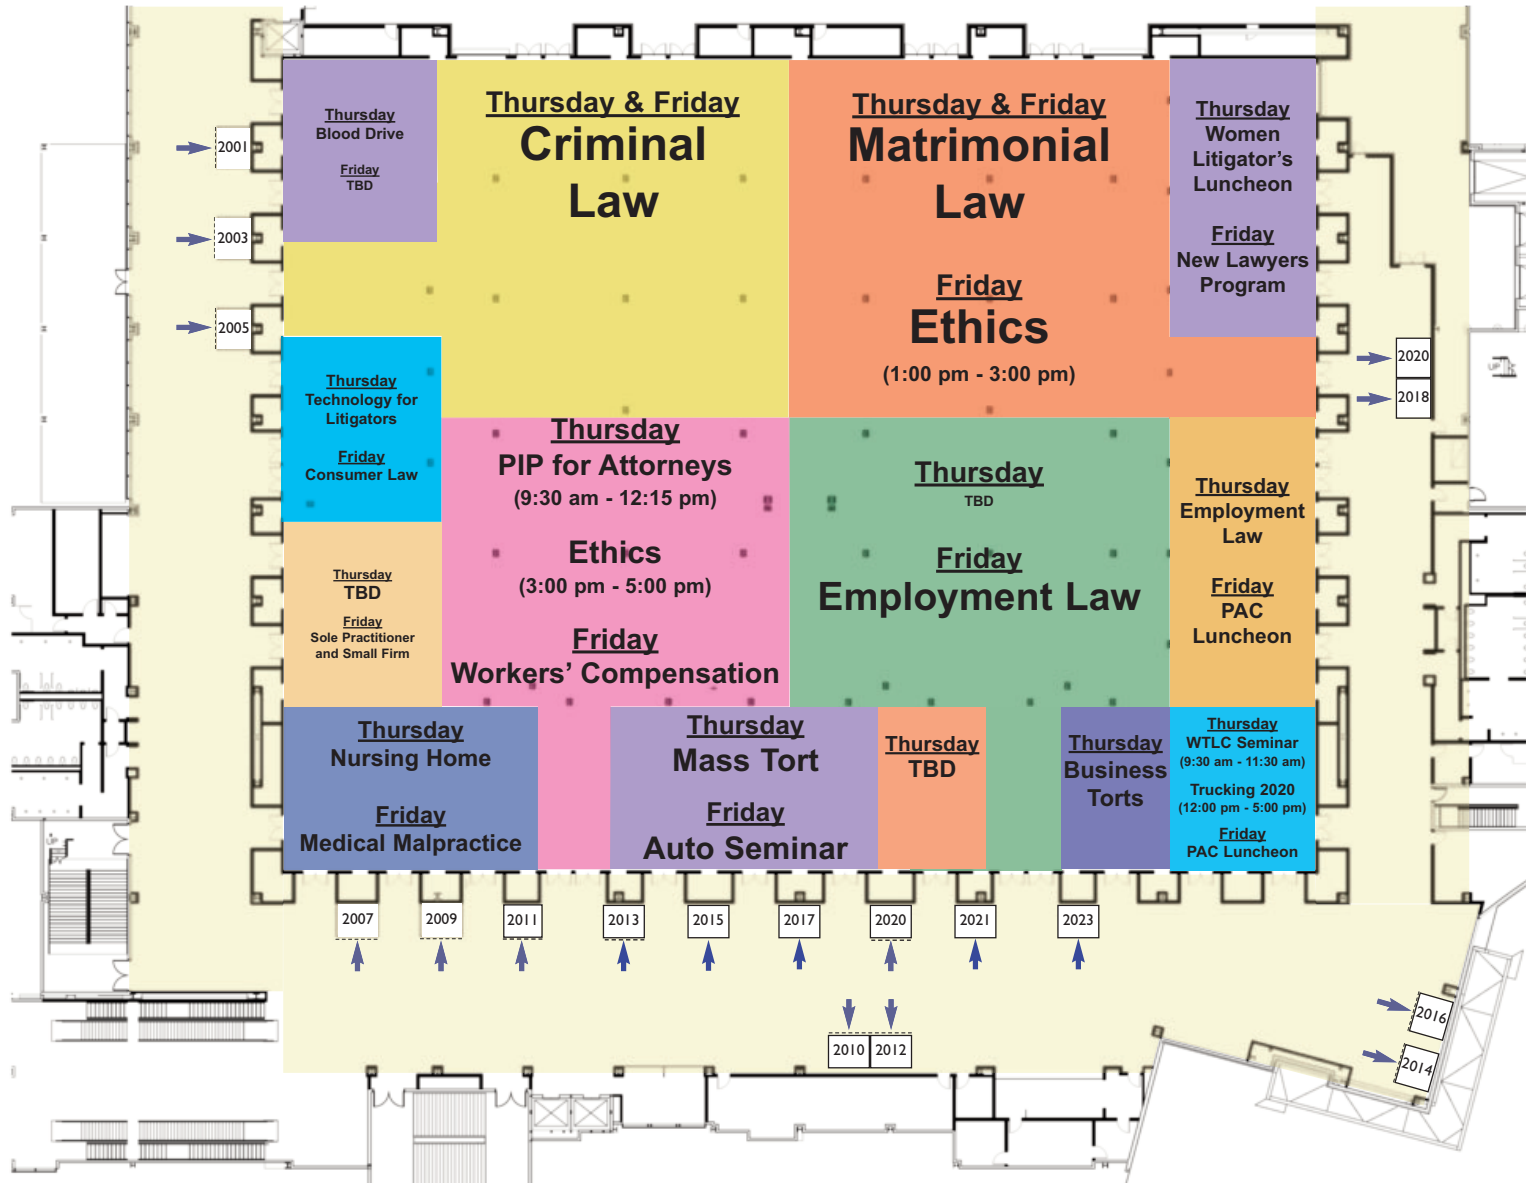 Thursday
Blood Drive
Friday
TBD
Thursday & Friday
Criminal
Law
Thursday & Friday
Matrimonial
Law
Friday
Ethics
(1:00 pm - 3:00 pm)
Thursday
Women
Litigator's
Luncheon
Friday
New Lawyers
Program
2001
2003
2005
2020
2018
Thursday
Technology for
Litigators
Friday
Consumer Law
Thursday
PIP for Attorneys
(9:30 am - 12:15 pm)
Ethics
(3:00 pm - 5:00 pm)
Friday
Workers' Compensation
Thursday
TBD
Friday
Employment Law
Thursday
Employment
Law
Friday
PAC
Luncheon
Thursday
TBD
Friday
Sole Practitioner
and Small Firm
Thursday
Nursing Home
Friday
Medical Malpractice
Thursday
Mass Tort
Friday
Auto Seminar
Thursday
TBD
Thursday
Business
Torts
Thursday
WTLC Seminar
(9:30 am - 11:30 am)
Trucking 2020
(12:00 pm - 5:00 pm)
Friday
PAC Luncheon
UP
UP
2007
2009
2011
2013
2015
2017
2020
2021
2023
2010
2012
2016
2014